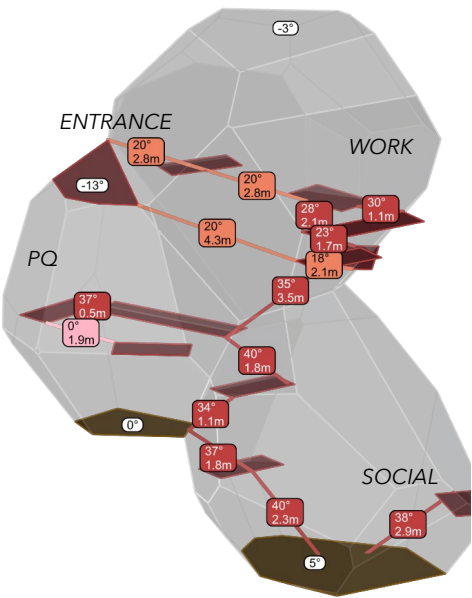 -3°
ENTRANCE
20°
2.8m
WORK
-13°
20°
2.8m
30°
1.1m
28°
2.1m
20°
4.3m
23°
1.7m
PQ
18°
2.1m
35°
3.5m
37°
0.5m
0°
1.9m
40°
1.8m
34°
1.1m
0°
37°
1.8m
SOCIAL
40°
2.3m
38°
2.9m
5°